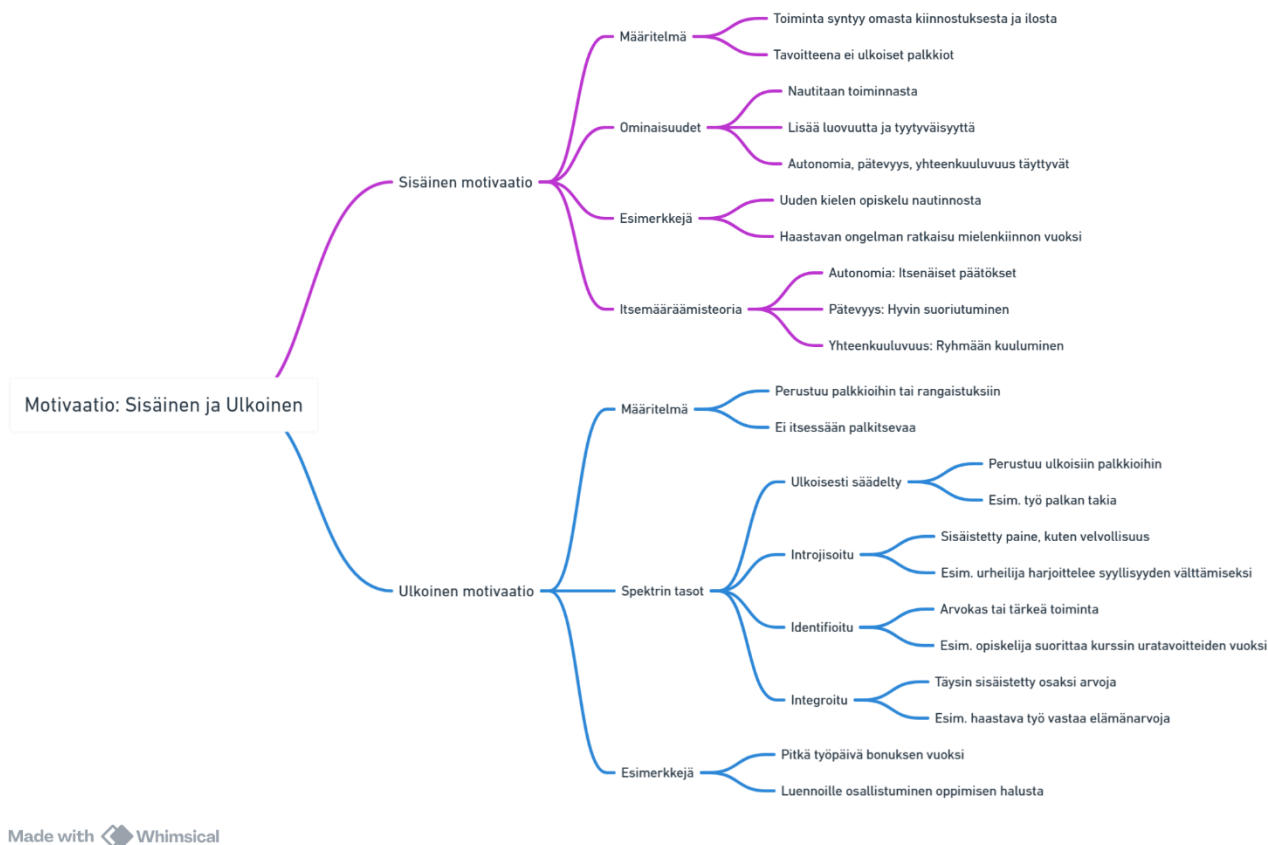 Motivaatio: Sisäinen ja Ulkoinen
Sisäinen motivaatio
Määritelmä
Toiminta syntyy omasta kiinnostuksesta ja ilosta
Tavoitteena ei ulkoiset palkkiot
Ominaisuudet
Nautitaan toiminnasta
Lisää luovuutta ja tyytyväisyyttä
Autonomia, pätevyys, yhteenkuuluvuus täyttyvät
Esimerkkejä
Uuden kielen opiskelu nautinnosta
Haastavan ongelman ratkaisu mielenkiinnon vuoksi
Itsemääräämisteoria
Autonomia: Itsenäiset päätökset
Pätevyys: Hyvin suoriutuminen
Yhteenkuuluvuus: Ryhmään kuuluminen
Ulkoinen motivaatio
Määritelmä
Perustuu palkkioihin tai rangaistuksiin
Ei itsessään palkitsevaa
Spektrin tasot
Ulkoisesti säädelty
Perustuu ulkoisiin palkkioihin
Esim. työ palkan takia
Introjisoitu
Sisäistetty paine, kuten velvollisuus
Esim. urheilija harjoittelee syyllisyyden välttämiseksi
Identifioitu
Arvokas tai tärkeä toiminta
Esim. opiskelija suorittaa kurssin uratavoitteiden vuoksi
Integroitu
Täysin sisäistetty osaksi arvoja
Esim. haastava työ vastaa elämänarvoja
Esimerkkejä
Pitkä työpäivä bonuksen vuoksi
Luennoille osallistuminen oppimisen halusta
Made with Whimsical